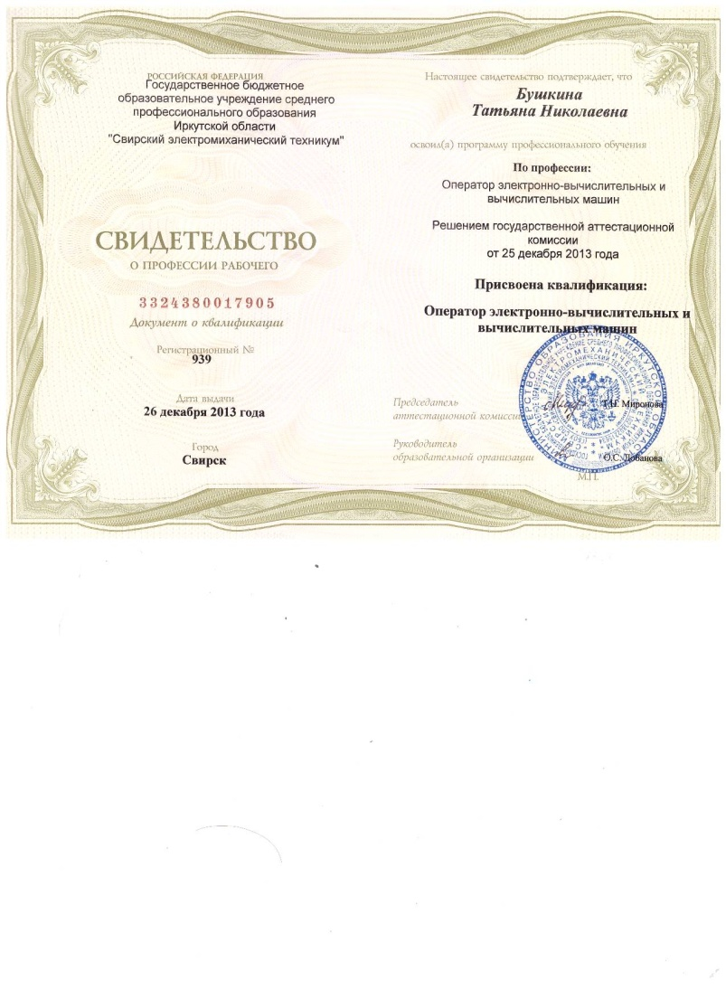 РОССИЙСКАЯ ФЕДЕРАЦИЯ
Государственное бюджетное
образовательное учреждение среднего
профессионального образования
Иркутской области
"Свирский электромиханический техникум"
СВИДЕТЕЛЬСТВО
О ПРОФЕССИИ РАБОЧЕГО
3324380017905
Документ о квалификации
Регистрационный №
939
Дата выдачи
26 декабря 2013 года
Город
Свирск
Настоящее свидетельство подтверждает, что
Бушкина
Татьяна Николаевна
освоил(а) программу профессионального обучения
По профессии:
Оператор электронно-вычислительных и
вычислительных машин
Решением государственной аттестационной
комиссии
от 25 декабря 2013 года
Присвоена квалификация:
Оператор электронно-вычислительных и
вычислительных машин
Председатель
аттестационной комиссии
Т.Н. Миронова
Руководитель
образовательной организации
О.С. Лобанова
М.П.